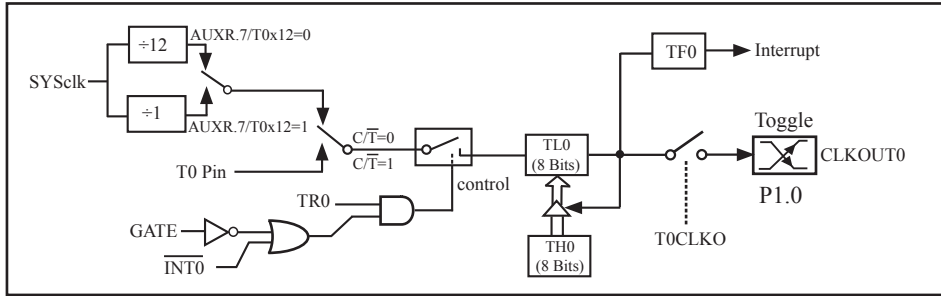 ÷12
AUXR.7/T0x12=0
SYSclk
÷1
AUXR.7/T0x12=1
C/T̅=0
C/T̅=1
T0 Pin
control
TR0
GATE
I̅N̅T̅0̅
TL0
(8 Bits)
TH0
(8 Bits)
TF0
Interrupt
Toggle
CLKOUT0
P1.0
T0CLKO